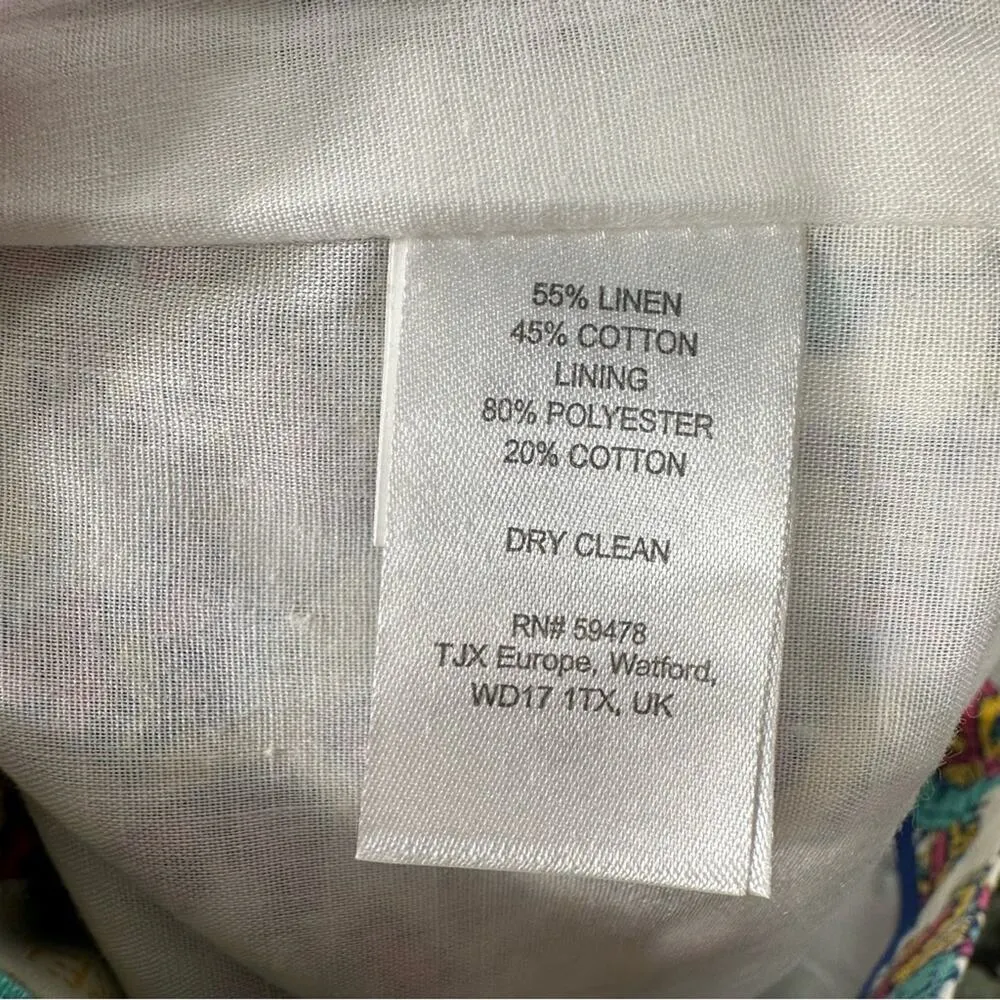 55% LINEN
45% COTTON
LINING
80% POLYESTER
20% COTTON
DRY CLEAN
RN# 59478
TJX Europe, Watford,
WD17 1TX, UK